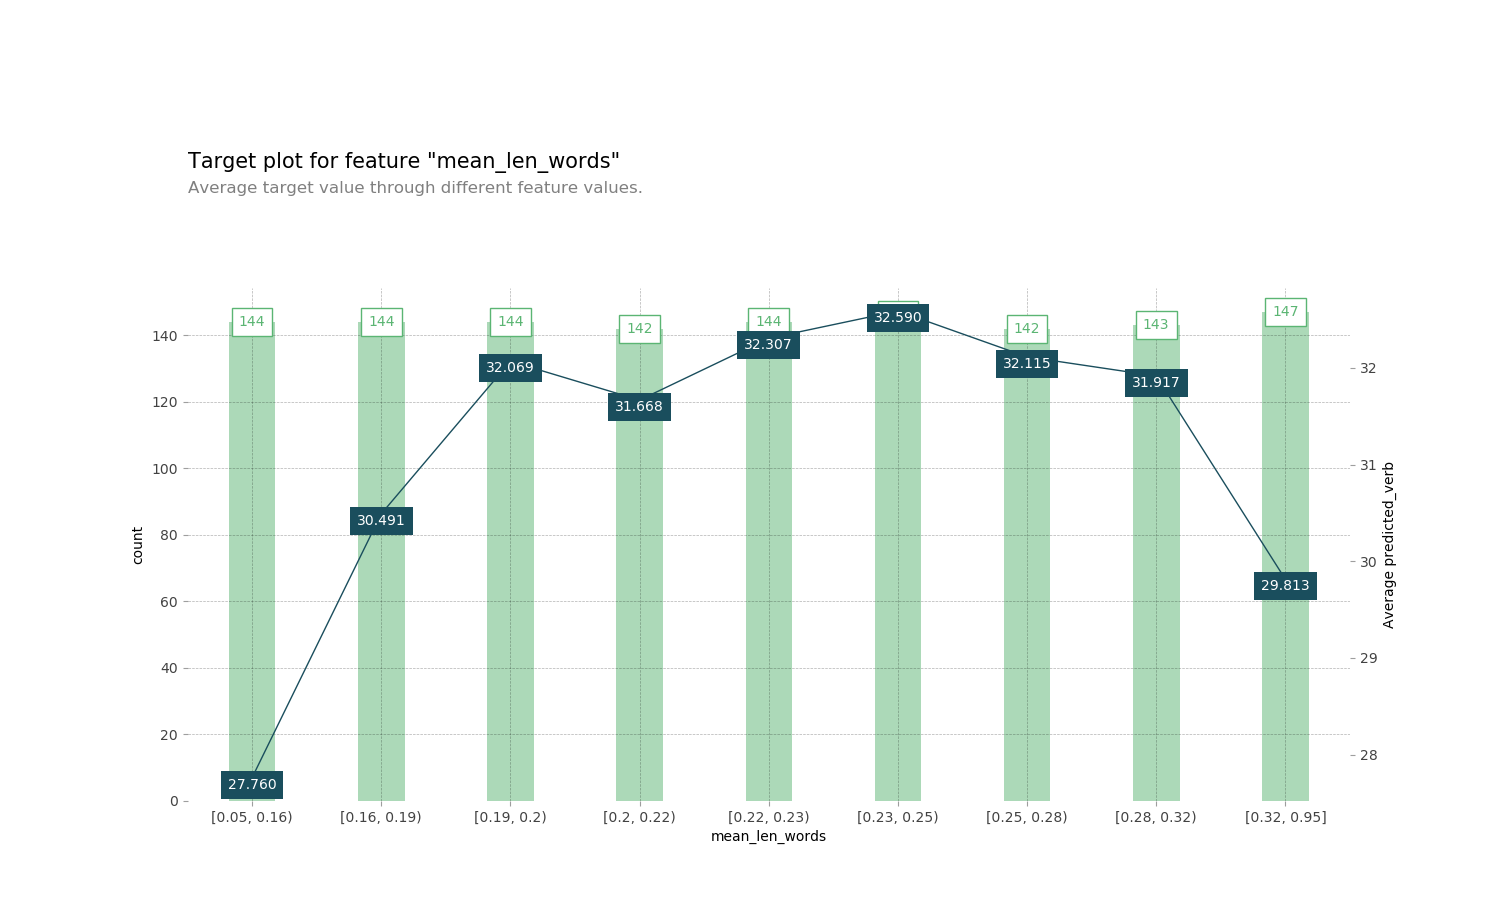 Target plot for feature "mean_len_words"
Average target value through different feature values.
144 144 144 142 144 142 143 147
27.760 30.491 32.069 31.668 32.307 32.590 32.115 31.917 29.813
count
140
120
100
80
60
40
20
0
32
31
30
29
28
Average predicted_verb
[0.05, 0.16) [0.16, 0.19) [0.19, 0.2) [0.2, 0.22) [0.22, 0.23) [0.23, 0.25) [0.25, 0.28) [0.28, 0.32) [0.32, 0.95]
mean_len_words